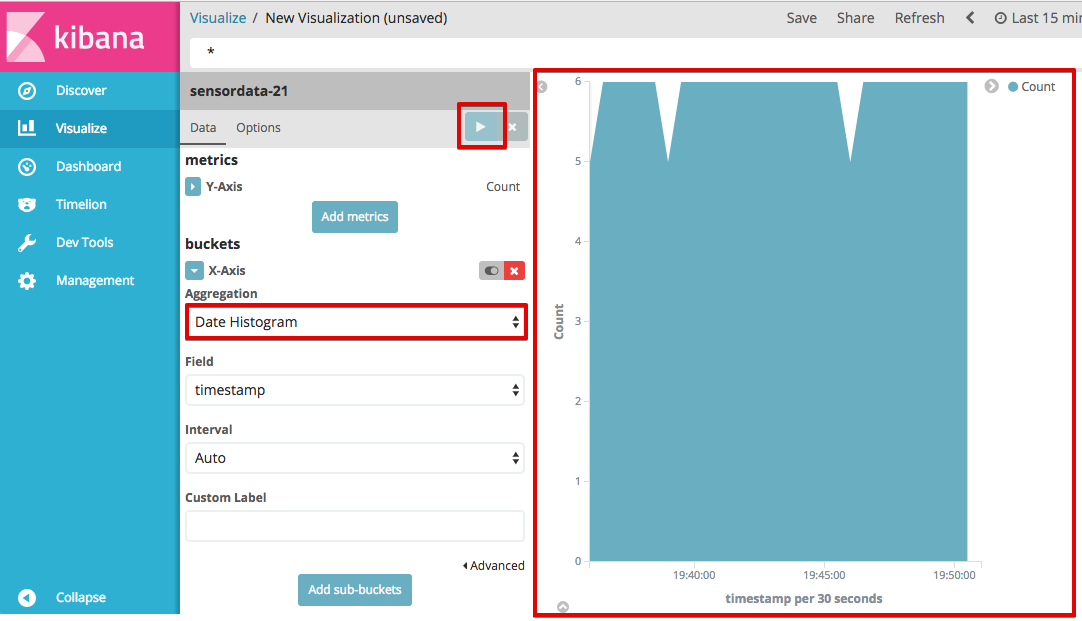 kibana
Discover
Visualize
Dashboard
Timelion
Dev Tools
Management
Collapse
Visualize / New Visualization (unsaved)
Save Share Refresh Last 15 min
*
sensordata-21
Data Options
metrics
Y-Axis Count
Add metrics
buckets
X-Axis
Aggregation
Date Histogram
Field
timestamp
Interval
Auto
Custom Label
Advanced
Add sub-buckets
Count
6
5
4
3
2
1
0
Count
19:40:00 19:45:00 19:50:00
timestamp per 30 seconds